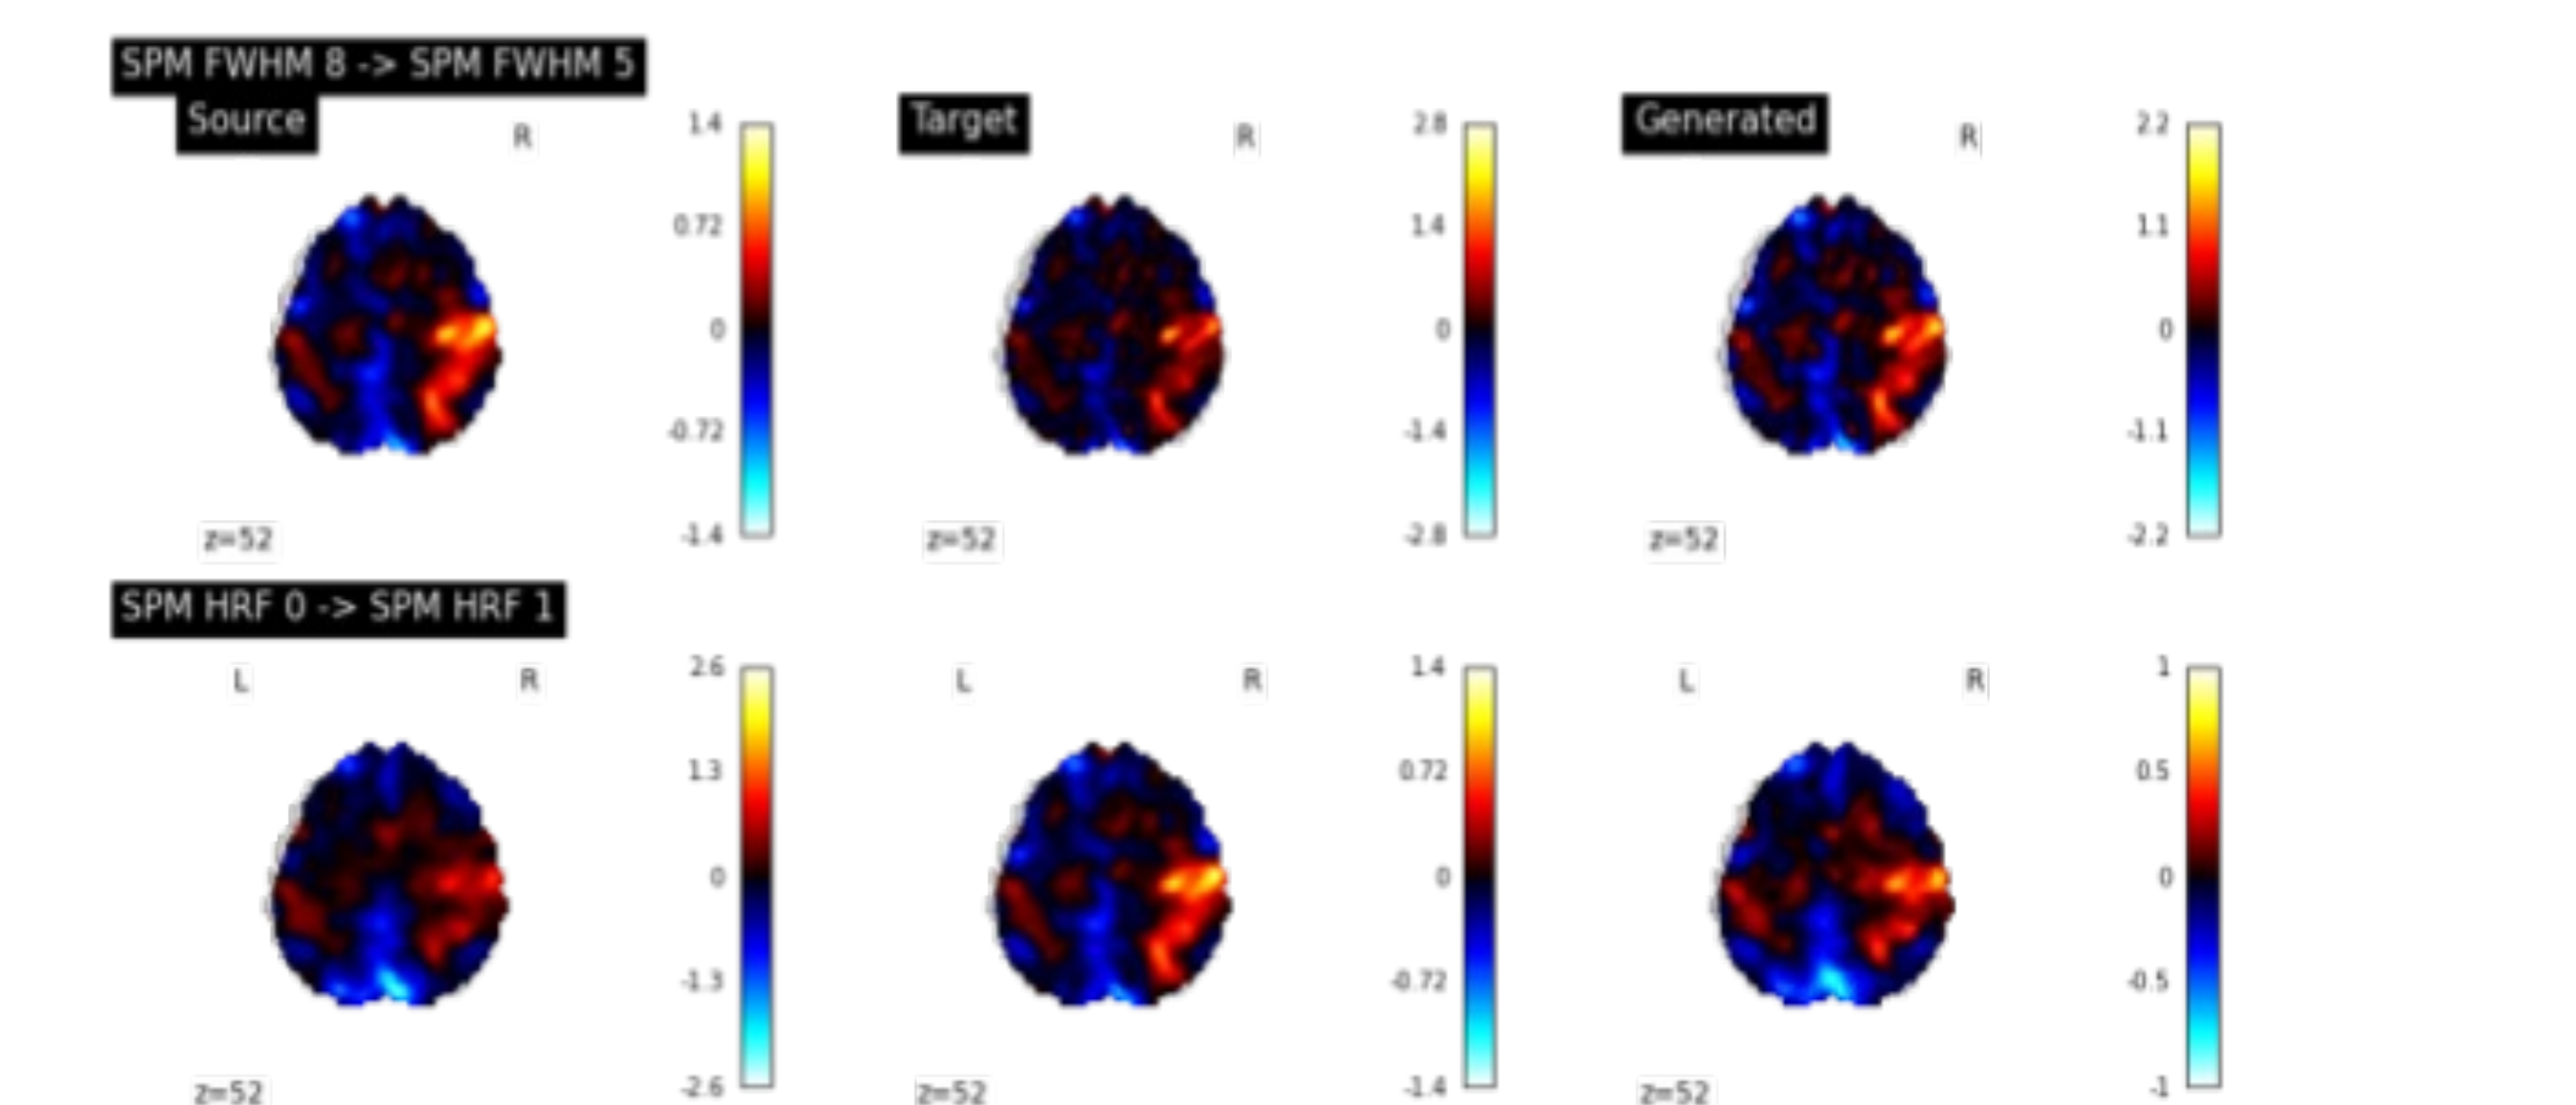 SPM FWHM 8 -> SPM FWHM 5
Source
R
1.4
0.72
0
-0.72
-1.4
z=52
Target
R
2.8
1.4
0
-1.4
-2.8
z=52
Generated
R
2.2
1.1
0
-1.1
-2.2
z=52
SPM HRF 0 -> SPM HRF 1
L
R
2.6
1.3
0
-1.3
-2.6
z=52
L
R
1.4
0.72
0
-0.72
-1.4
z=52
L
R
1
0.5
0
-0.5
-1
z=52